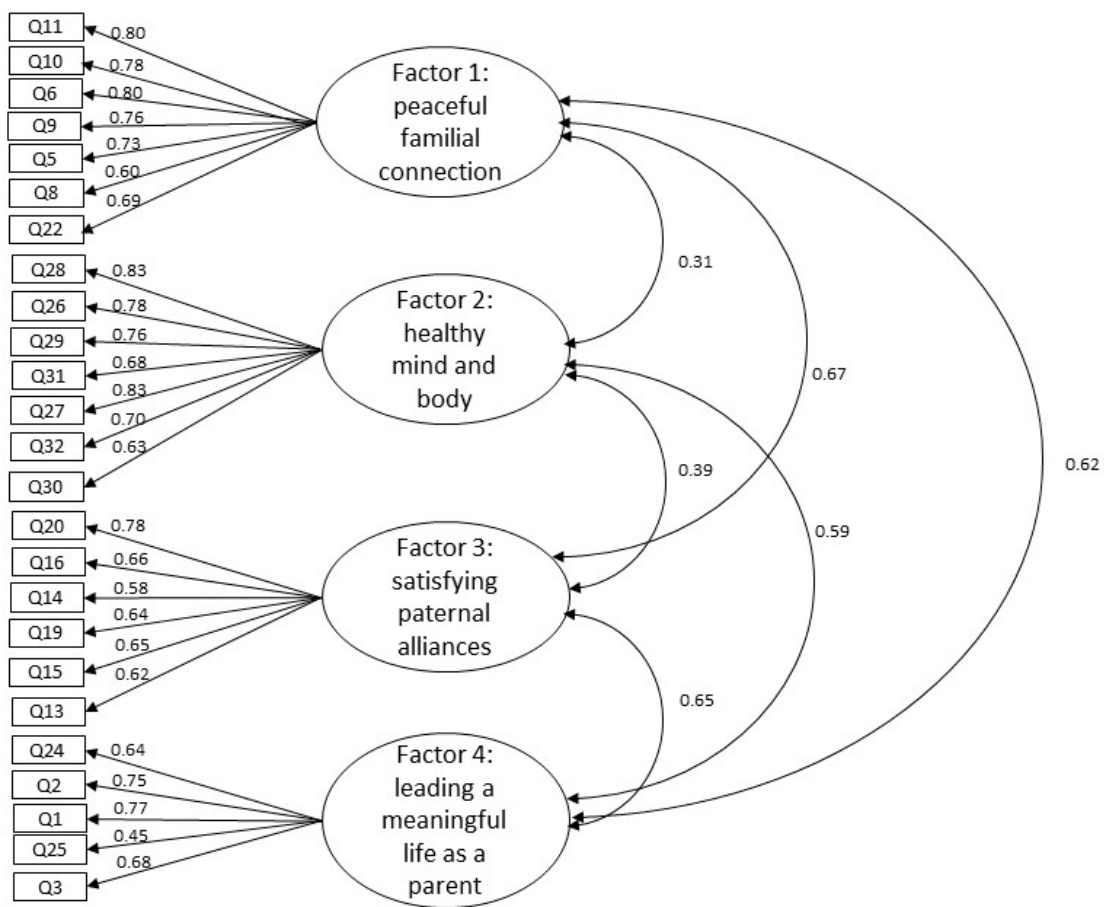 Q11
0.80
Q10
0.78
Q6
0.80
Q9
0.76
Q5
0.73
Q8
0.60
Q22
0.69
Factor 1:
peaceful
familial
connection
0.31
Q28
0.83
Q26
0.78
Q29
0.76
Q31
0.68
Q27
0.83
Q32
0.70
Q30
0.63
Factor 2:
healthy
mind and
body
0.67
0.39
0.62
0.59
Q20
0.78
Q16
0.66
Q14
0.58
Q19
0.64
Q15
0.65
Q13
0.62
Factor 3:
satisfying
paternal
alliances
0.65
Q24
0.64
Q2
0.75
Q1
0.77
Q25
0.45
Q3
0.68
Factor 4:
leading a
meaningful
life as a
parent